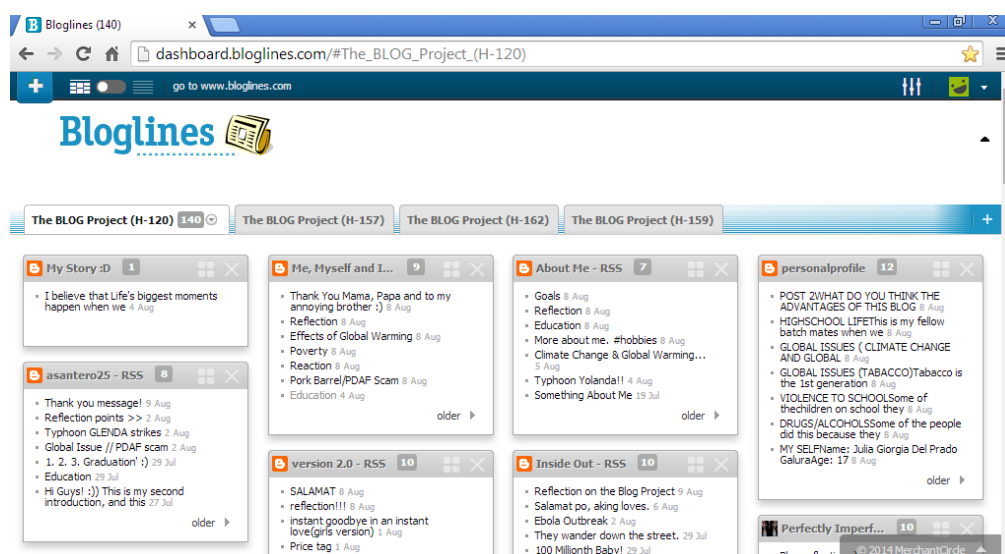 Bloglines (140)
dashboard.bloglines.com/#The_BLOG_Project_(H-120)
go to www.bloglines.com
Bloglines
The BLOG Project (H-120) 140
The BLOG Project (H-157)
The BLOG Project (H-162)
The BLOG Project (H-159)
My Story :D 1
I believe that Life's biggest moments
happen when we 4 Aug
asantero25 - RSS 8
Thank you message! 9 Aug
Reflection points >> 2 Aug
Typhoon GLENDA strikes 2 Aug
Global Issue // PDAF scam 2 Aug
1. 2. 3. Graduation' :) 29 Jul
Education 29 Jul
Hi Guys! :)) This is my second
introduction, and this 27 Jul
older
Me, Myself and I... 9
Thank You Mama, Papa and to my
annoying brother :) 8 Aug
Reflection 8 Aug
Effects of Global Warming 8 Aug
Poverty 8 Aug
Reaction 8 Aug
Pork Barrel/PDAF Scam 8 Aug
Education 4 Aug
older
version 2.0 - RSS 10
SALAMAT 8 Aug
reflection!!! 8 Aug
instant goodbye in an instant
love(girls version) 1 Aug
Price tag 1 Aug
About Me - RSS 7
Goals 8 Aug
Reflection 8 Aug
Education 8 Aug
More about me. #hobbies 8 Aug
Climate Change & Global Warming...
5 Aug
Typhoon Yolanda!! 4 Aug
Something About Me 19 Jul
older
Inside Out - RSS 10
Reflection on the Blog Project 9 Aug
Salamat po, aking loves. 6 Aug
Ebola Outbreak 2 Aug
They wander down the street. 29 Jul
100 Millionth Baby! 29 Jul
personalprofile 12
POST 2WHAT DO YOU THINK THE
ADVANTAGES OF THIS BLOG 8 Aug
HIGHSCHOOL LIFEThis is my fellow
batch mates when we 8 Aug
GLOBAL ISSUES ( CLIMATE CHANGE
AND GLOBAL 8 Aug
GLOBAL ISSUES (TABACCO)Tabacco is
the 1st generation 8 Aug
VIOLENCE TO SCHOOLSome of
thechildren on school they 8 Aug
DRUGS/ALCOHOLSSome of the people
did this because they 8 Aug
MY SELFName: Julia Giorgia Del Prado
GaluraAge: 17 8 Aug
older
Perfectly Imperf... 10
© 2014 MerchantCircle